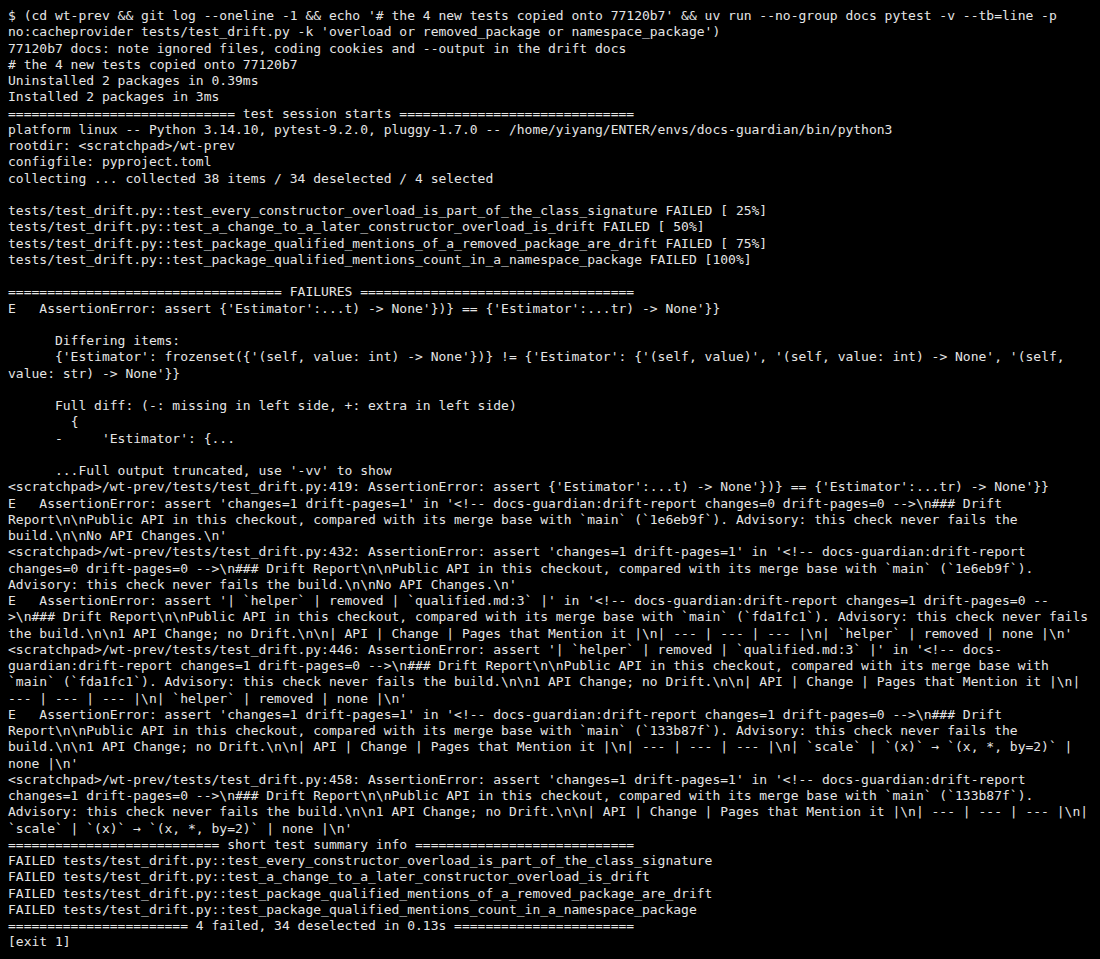 $ (cd wt-prev && git log --oneline -1 && echo '# the 4 new tests copied onto 77120b7' && uv run --no-group docs pytest -v --tb=line -p
no:cacheprovider tests/test_drift.py -k 'overload or removed_package or namespace_package')
77120b7 docs: note ignored files, coding cookies and --output in the drift docs
# the 4 new tests copied onto 77120b7
Uninstalled 2 packages in 0.39ms
Installed 2 packages in 3ms
============================= test session starts ==============================
platform linux -- Python 3.14.10, pytest-9.2.0, pluggy-1.7.0 -- /home/yiyang/ENTER/envs/docs-guardian/bin/python3
rootdir: <scratchpad>/wt-prev
configfile: pyproject.toml
collecting ... collected 38 items / 34 deselected / 4 selected

tests/test_drift.py::test_every_constructor_overload_is_part_of_the_class_signature FAILED [ 25%]
tests/test_drift.py::test_a_change_to_a_later_constructor_overload_is_drift FAILED [ 50%]
tests/test_drift.py::test_package_qualified_mentions_of_a_removed_package_are_drift FAILED [ 75%]
tests/test_drift.py::test_package_qualified_mentions_count_in_a_namespace_package FAILED [100%]

=================================== FAILURES ===================================
E   AssertionError: assert {'Estimator':...t) -> None'})} == {'Estimator':...tr) -> None'}}

      Differing items:
      {'Estimator': frozenset({'(self, value: int) -> None'})} != {'Estimator': {'(self, value)', '(self, value: int) -> None', '(self,
value: str) -> None'}}

      Full diff: (-: missing in left side, +: extra in left side)
        {
      -     'Estimator': {...

      ...Full output truncated, use '-vv' to show
<scratchpad>/wt-prev/tests/test_drift.py:419: AssertionError: assert {'Estimator':...t) -> None'})} == {'Estimator':...tr) -> None'}}
E   AssertionError: assert 'changes=1 drift-pages=1' in '<!-- docs-guardian:drift-report changes=0 drift-pages=0 -->\n### Drift
Report\n\nPublic API in this checkout, compared with its merge base with `main` (`1e6eb9f`). Advisory: this check never fails the
build.\n\nNo API Changes.\n'
<scratchpad>/wt-prev/tests/test_drift.py:432: AssertionError: assert 'changes=1 drift-pages=1' in '<!-- docs-guardian:drift-report
changes=0 drift-pages=0 -->\n### Drift Report\n\nPublic API in this checkout, compared with its merge base with `main` (`1e6eb9f`).
Advisory: this check never fails the build.\n\nNo API Changes.\n'
E   AssertionError: assert '| `helper` | removed | `qualified.md:3` |' in '<!-- docs-guardian:drift-report changes=1 drift-pages=0 --
>\n### Drift Report\n\nPublic API in this checkout, compared with its merge base with `main` (`fda1fc1`). Advisory: this check never fails
the build.\n\n1 API Change; no Drift.\n\n| API | Change | Pages that Mention it |\n| --- | --- | --- |\n| `helper` | removed | none |\n'
<scratchpad>/wt-prev/tests/test_drift.py:446: AssertionError: assert '| `helper` | removed | `qualified.md:3` |' in '<!-- docs-
guardian:drift-report changes=1 drift-pages=0 -->\n### Drift Report\n\nPublic API in this checkout, compared with its merge base with
`main` (`fda1fc1`). Advisory: this check never fails the build.\n\n1 API Change; no Drift.\n\n| API | Change | Pages that Mention it |\n|
--- | --- | --- |\n| `helper` | removed | none |\n'
E   AssertionError: assert 'changes=1 drift-pages=1' in '<!-- docs-guardian:drift-report changes=1 drift-pages=0 -->\n### Drift
Report\n\nPublic API in this checkout, compared with its merge base with `main` (`133b87f`). Advisory: this check never fails the
build.\n\n1 API Change; no Drift.\n\n| API | Change | Pages that Mention it |\n| --- | --- | --- |\n| `scale` | `(x)` → `(x, *, by=2)` |
none |\n'
<scratchpad>/wt-prev/tests/test_drift.py:458: AssertionError: assert 'changes=1 drift-pages=1' in '<!-- docs-guardian:drift-report
changes=1 drift-pages=0 -->\n### Drift Report\n\nPublic API in this checkout, compared with its merge base with `main` (`133b87f`).
Advisory: this check never fails the build.\n\n1 API Change; no Drift.\n\n| API | Change | Pages that Mention it |\n| --- | --- | --- |\n|
`scale` | `(x)` → `(x, *, by=2)` | none |\n'
=========================== short test summary info ============================
FAILED tests/test_drift.py::test_every_constructor_overload_is_part_of_the_class_signature
FAILED tests/test_drift.py::test_a_change_to_a_later_constructor_overload_is_drift
FAILED tests/test_drift.py::test_package_qualified_mentions_of_a_removed_package_are_drift
FAILED tests/test_drift.py::test_package_qualified_mentions_count_in_a_namespace_package
======================= 4 failed, 34 deselected in 0.13s =======================
[exit 1]